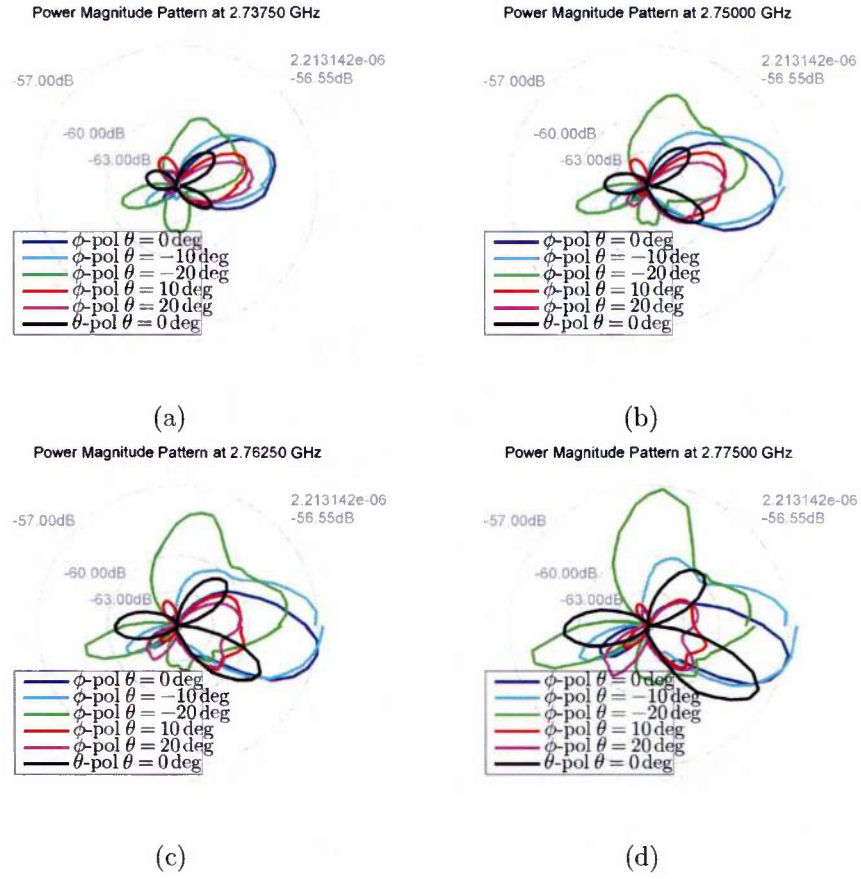 Power Magnitude Pattern at 2.73750 GHz
2.213142e-06
-56.55dB
-57.00dB
-60.00dB
-63.00dB
ϕ-pol θ = 0 deg
ϕ-pol θ = −10 deg
ϕ-pol θ = −20 deg
ϕ-pol θ = 10 deg
ϕ-pol θ = 20 deg
θ-pol θ = 0 deg
(a)
Power Magnitude Pattern at 2.75000 GHz
2.213142e-06
-56.55dB
-57.00dB
-60.00dB
-63.00dB
ϕ-pol θ = 0 deg
ϕ-pol θ = −10 deg
ϕ-pol θ = −20 deg
ϕ-pol θ = 10 deg
ϕ-pol θ = 20 deg
θ-pol θ = 0 deg
(b)
Power Magnitude Pattern at 2.76250 GHz
2.213142e-06
-56.55dB
-57.00dB
-60.00dB
-63.00dB
ϕ-pol θ = 0 deg
ϕ-pol θ = −10 deg
ϕ-pol θ = −20 deg
ϕ-pol θ = 10 deg
ϕ-pol θ = 20 deg
θ-pol θ = 0 deg
(c)
Power Magnitude Pattern at 2.77500 GHz
2.213142e-06
-56.55dB
-57.00dB
-60.00dB
-63.00dB
ϕ-pol θ = 0 deg
ϕ-pol θ = −10 deg
ϕ-pol θ = −20 deg
ϕ-pol θ = 10 deg
ϕ-pol θ = 20 deg
θ-pol θ = 0 deg
(d)